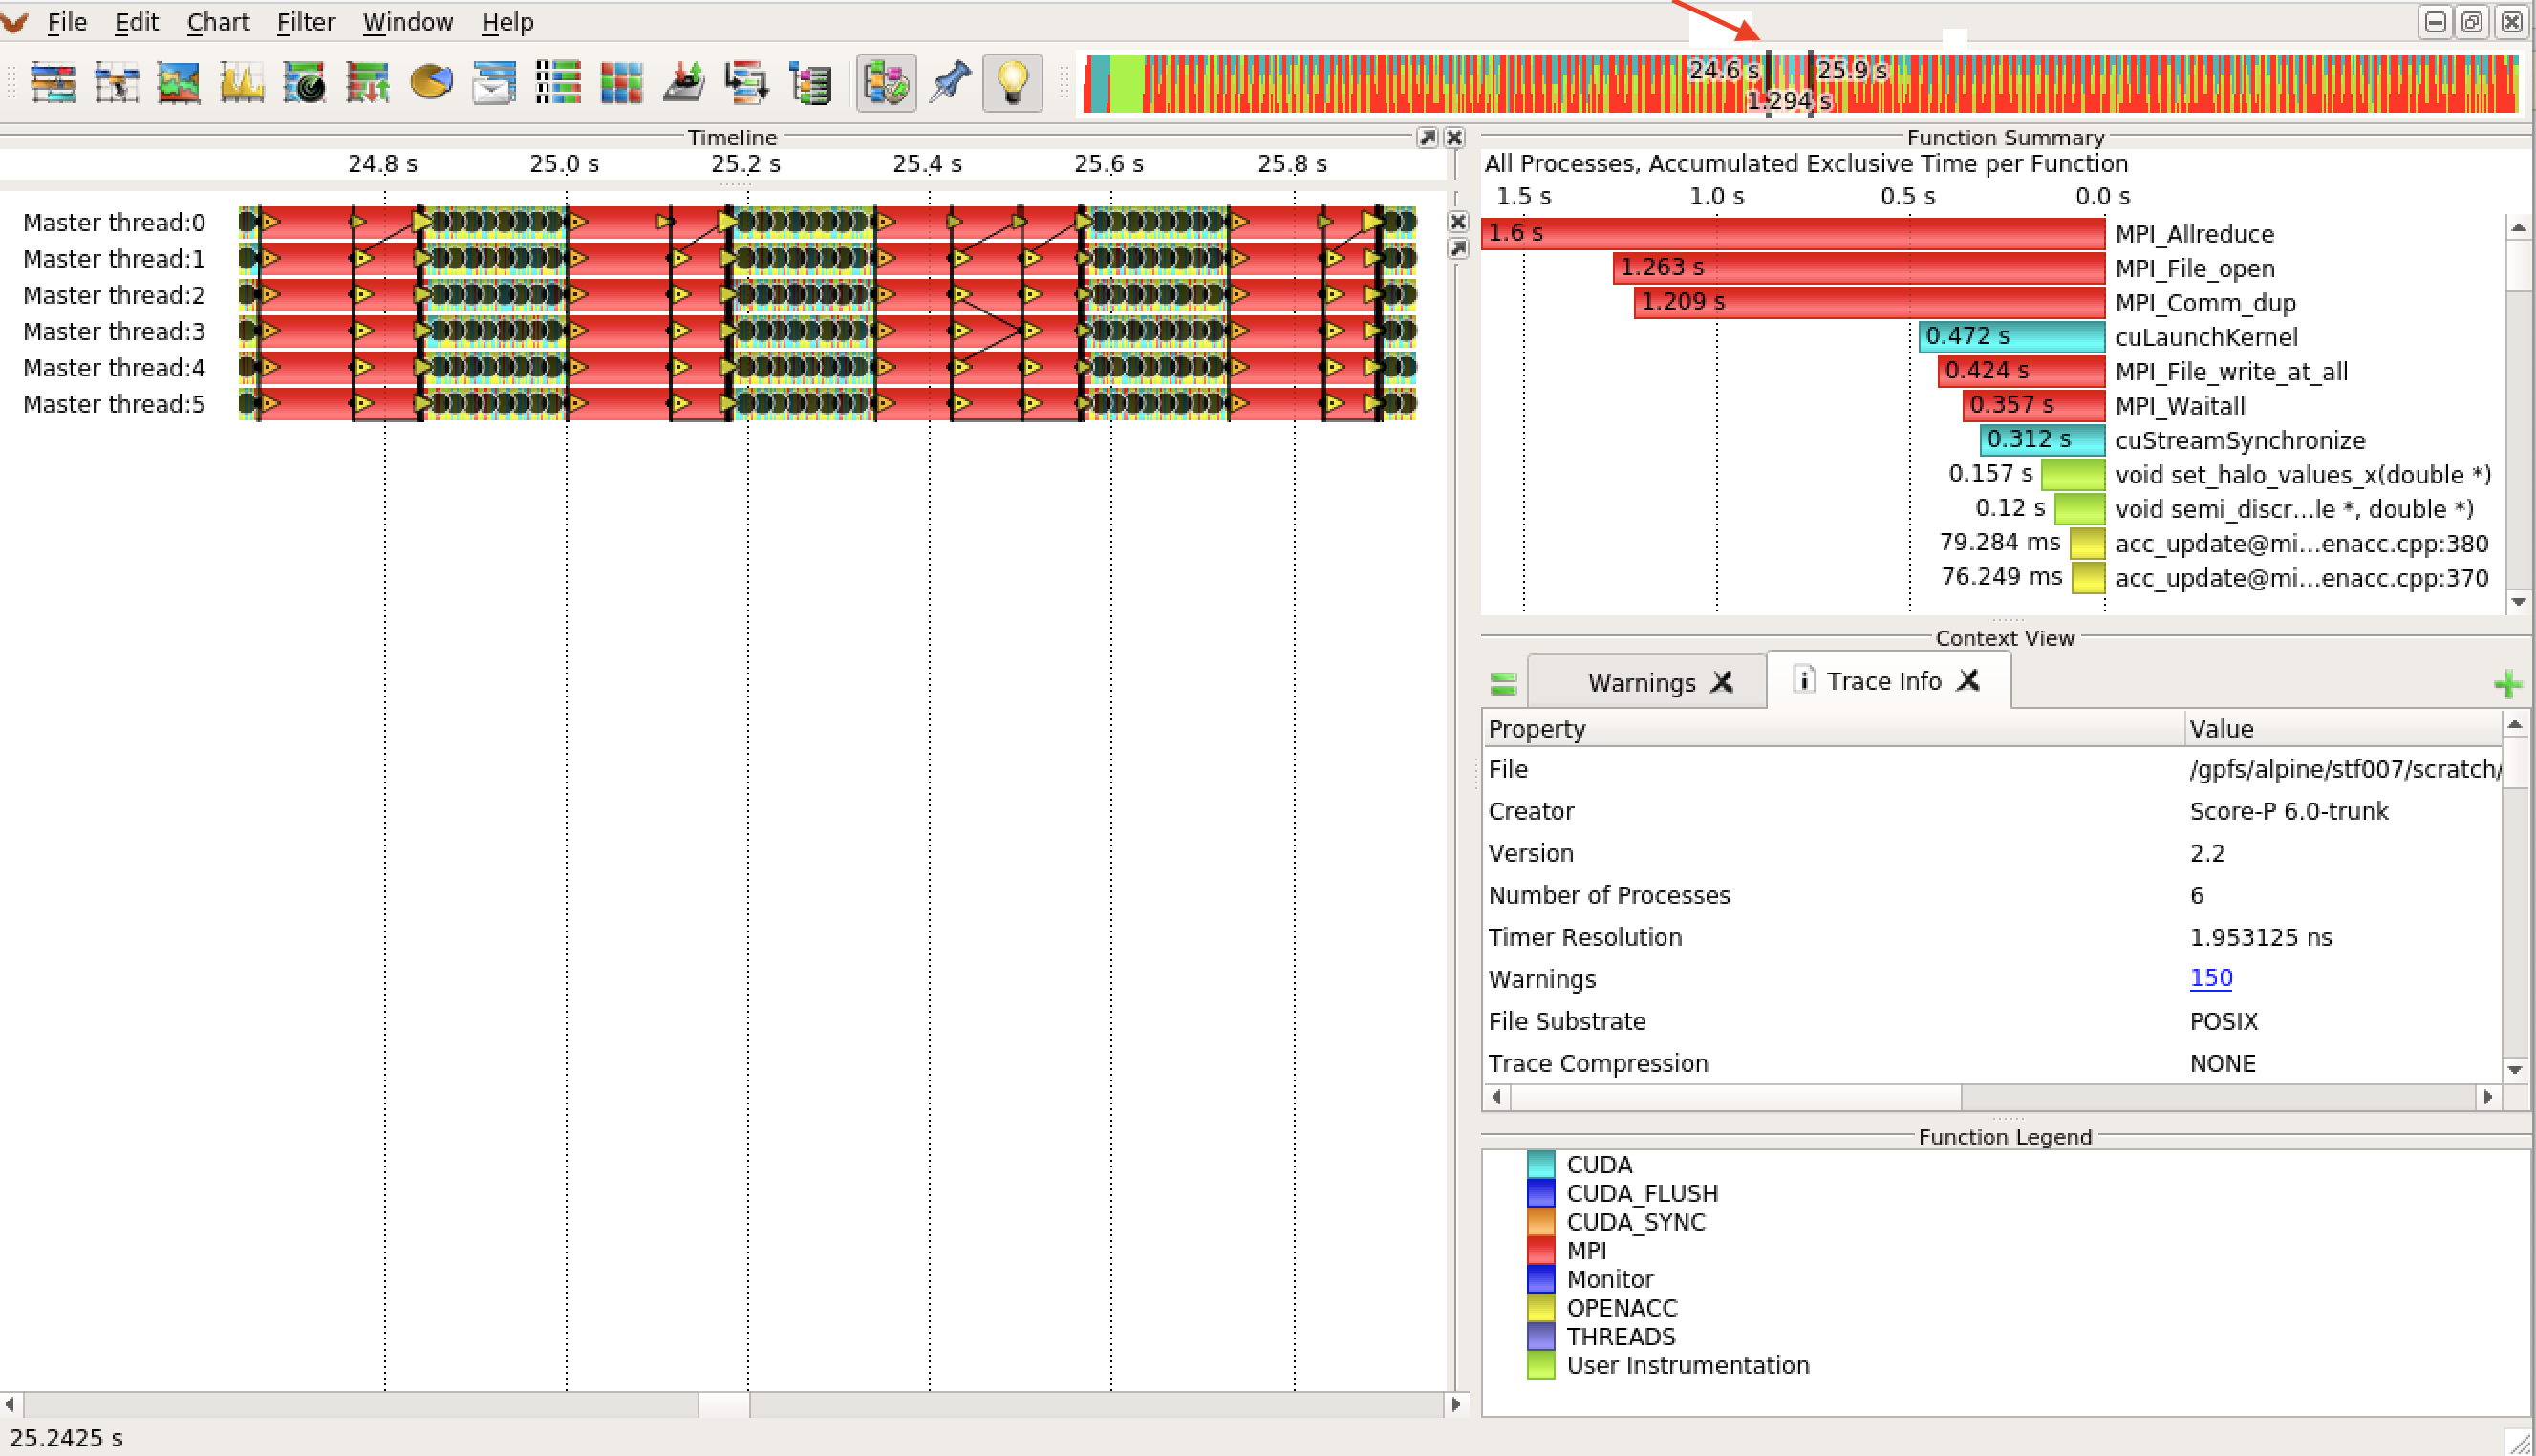 File Edit Chart Filter Window Help
24.6 s 25.9 s
1.294 s
Timeline
24.8 s 25.0 s 25.2 s 25.4 s 25.6 s 25.8 s
Master thread:0
Master thread:1
Master thread:2
Master thread:3
Master thread:4
Master thread:5
25.2425 s
Function Summary
All Processes, Accumulated Exclusive Time per Function
1.5 s 1.0 s 0.5 s 0.0 s
1.6 s MPI_Allreduce
1.263 s MPI_File_open
1.209 s MPI_Comm_dup
0.472 s cuLaunchKernel
0.424 s MPI_File_write_at_all
0.357 s MPI_Waitall
0.312 s cuStreamSynchronize
0.157 s void set_halo_values_x(double *)
0.12 s void semi_discr...le *, double *)
79.284 ms acc_update@mi...enacc.cpp:380
76.249 ms acc_update@mi...enacc.cpp:370
Context View
Warnings Trace Info
Property Value
File /gpfs/alpine/stf007/scratch/
Creator Score-P 6.0-trunk
Version 2.2
Number of Processes 6
Timer Resolution 1.953125 ns
Warnings 150
File Substrate POSIX
Trace Compression NONE
Function Legend
CUDA
CUDA_FLUSH
CUDA_SYNC
MPI
Monitor
OPENACC
THREADS
User Instrumentation